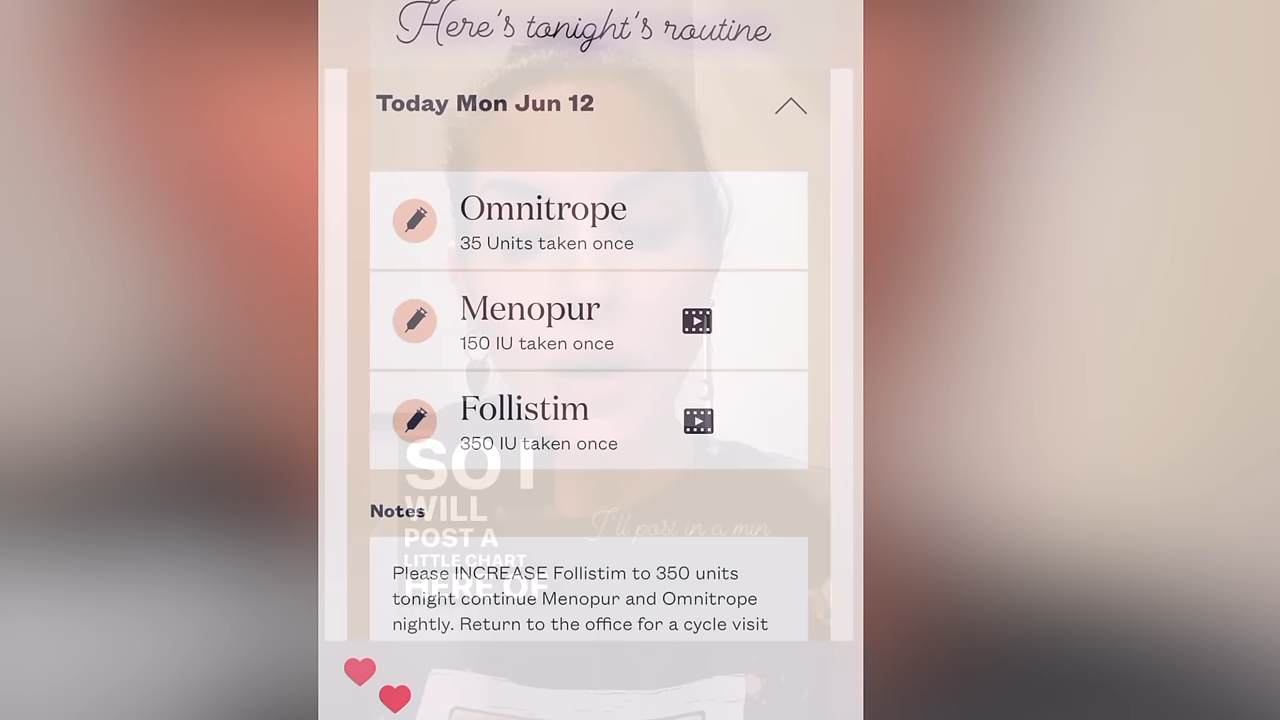 Here's tonight's routine
Today Mon Jun 12
Omnitrope
35 Units taken once
Menopur
150 IU taken once
Follistim
350 IU taken once
SO I
WILL
POST A
LITTLE CHART
HERE OF
Notes
I'll post in a min
Please INCREASE Follistim to 350 units
tonight continue Menopur and Omnitrope
nightly. Return to the office for a cycle visit